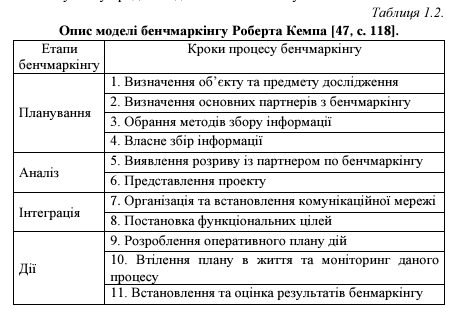 Таблиця 1.2.
Опис моделі бенчмаркінгу Роберта Кемпа [47, с. 118].
Етапи бенчмаркінгу
Кроки процесу бенчмаркінгу
Планування
1. Визначення об’єкту та предмету дослідження
2. Визначення основних партнерів з бенчмаркінгу
3. Обрання методів збору інформації
4. Власне збір інформації
Аналіз
5. Виявлення розриву із партнером по бенчмаркінгу
6. Представлення проекту
Інтеграція
7. Організація та встановлення комунікаційної мережі
8. Постановка функціональних цілей
Дії
9. Розроблення оперативного плану дій
10. Втілення плану в життя та моніторинг даного
процесу
11. Встановлення та оцінка результатів бенмаркінгу